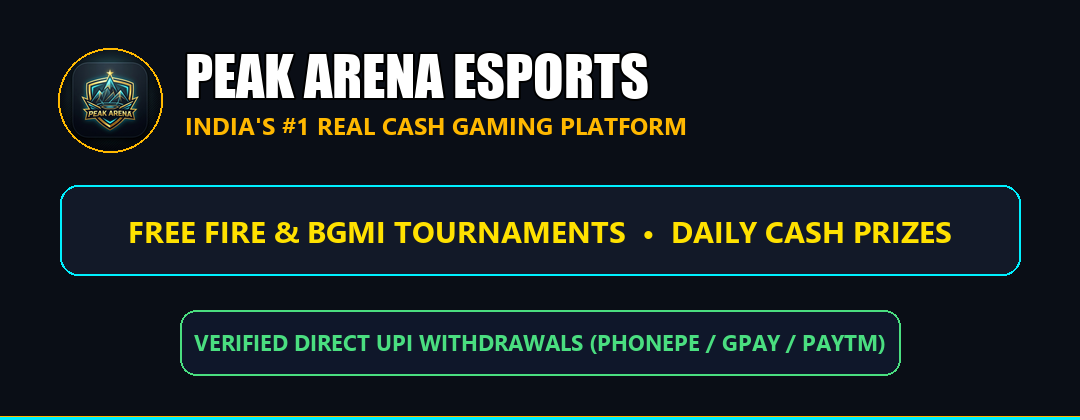 PEAK ARENA
PEAK ARENA ESPORTS
INDIA'S #1 REAL CASH GAMING PLATFORM
FREE FIRE & BGMI TOURNAMENTS • DAILY CASH PRIZES
VERIFIED DIRECT UPI WITHDRAWALS (PHONEPE / GPAY / PAYTM)